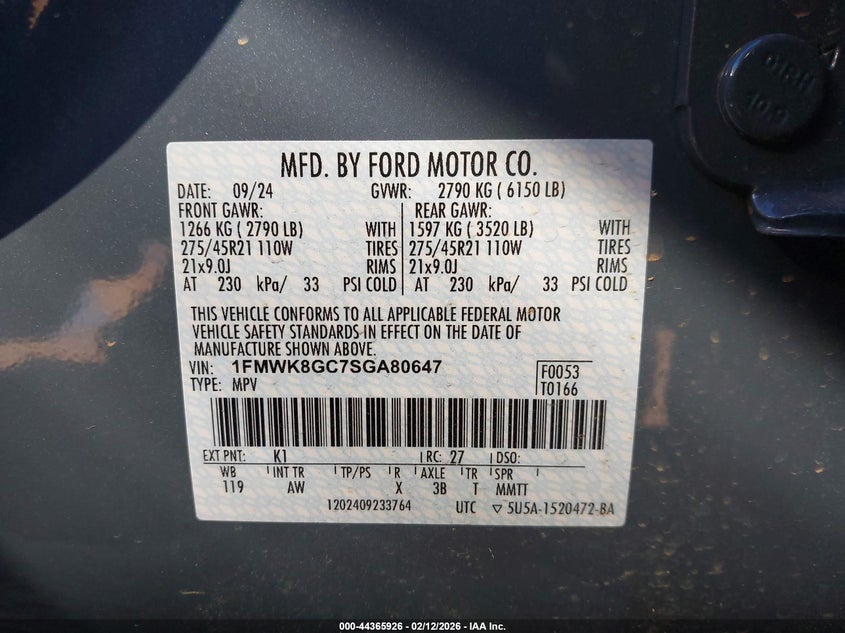 MFD. BY FORD MOTOR CO.
DATE: 09/24 GVWR: 2790 KG ( 6150 LB)
FRONT GAWR: REAR GAWR:
1266 KG ( 2790 LB) WITH 1597 KG ( 3520 LB) WITH
275/45R21 110W TIRES 275/45R21 110W TIRES
21x9.0J RIMS 21x9.0J RIMS
AT 230 kPa/ 33 PSI COLD AT 230 kPa/ 33 PSI COLD
THIS VEHICLE CONFORMS TO ALL APPLICABLE FEDERAL MOTOR
VEHICLE SAFETY STANDARDS IN EFFECT ON THE DATE OF
MANUFACTURE SHOWN ABOVE.
VIN: 1FMWK8GC7SGA80647 F0053
TYPE: MPV T0166
EXT PNT: K1 RC: 27 DSO:
WB INT TR TP/PS R AXLE TR SPR
119 AW X 3B T MMTT
1202409233764 UTC ▽ 5U5A-1520472-BA
10.9
000-44365926 - 02/12/2026 - IAA Inc.